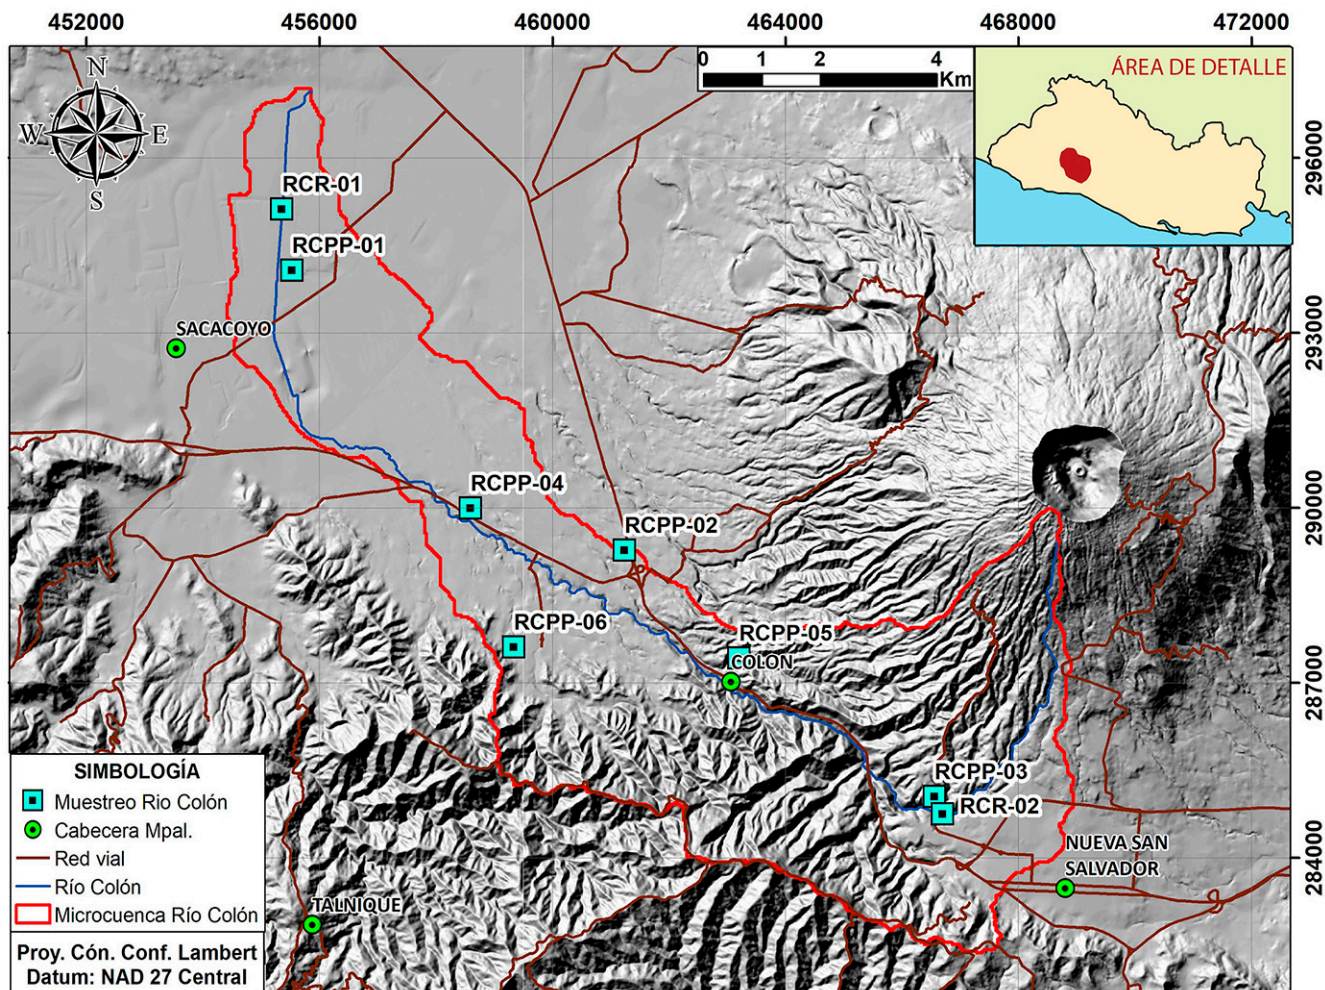 452000 456000 460000 464000 468000 472000
N
W E
S
0 1 2 4
Km
ÁREA DE DETALLE
296000
293000
290000
287000
284000
RCR-01
RCPP-01
SACACOYO
RCPP-04
RCPP-02
RCPP-06
RCPP-05
COLON
RCPP-03
RCR-02
NUEVA SAN
SALVADOR
TALNIQUE
SIMBOLOGÍA
Muestreo Rio Colón
Cabecera Mpal.
Red vial
Río Colón
Microcuenca Río Colón
Proy. Cón. Conf. Lambert
Datum: NAD 27 Central